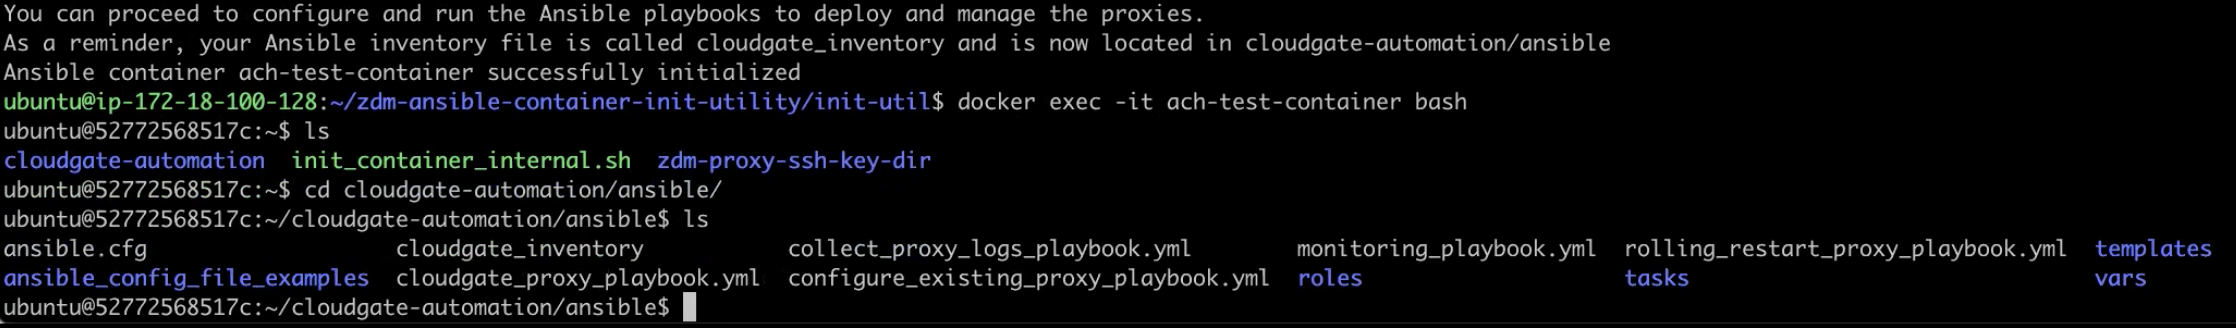 You can proceed to configure and run the Ansible playbooks to deploy and manage the proxies.
As a reminder, your Ansible inventory file is called cloudgate_inventory and is now located in cloudgate-automation/ansible
Ansible container ach-test-container successfully initialized
ubuntu@ip-172-18-100-128:~/zdm-ansible-container-init-utility/init-util$ docker exec -it ach-test-container bash
ubuntu@52772568517c:~$ ls
cloudgate-automation  init_container_internal.sh  zdm-proxy-ssh-key-dir
ubuntu@52772568517c:~$ cd cloudgate-automation/ansible/
ubuntu@52772568517c:~/cloudgate-automation/ansible$ ls
ansible.cfg                   cloudgate_inventory           collect_proxy_logs_playbook.yml        monitoring_playbook.yml  rolling_restart_proxy_playbook.yml  templates
ansible_config_file_examples  cloudgate_proxy_playbook.yml  configure_existing_proxy_playbook.yml  roles                    tasks                               vars
ubuntu@52772568517c:~/cloudgate-automation/ansible$